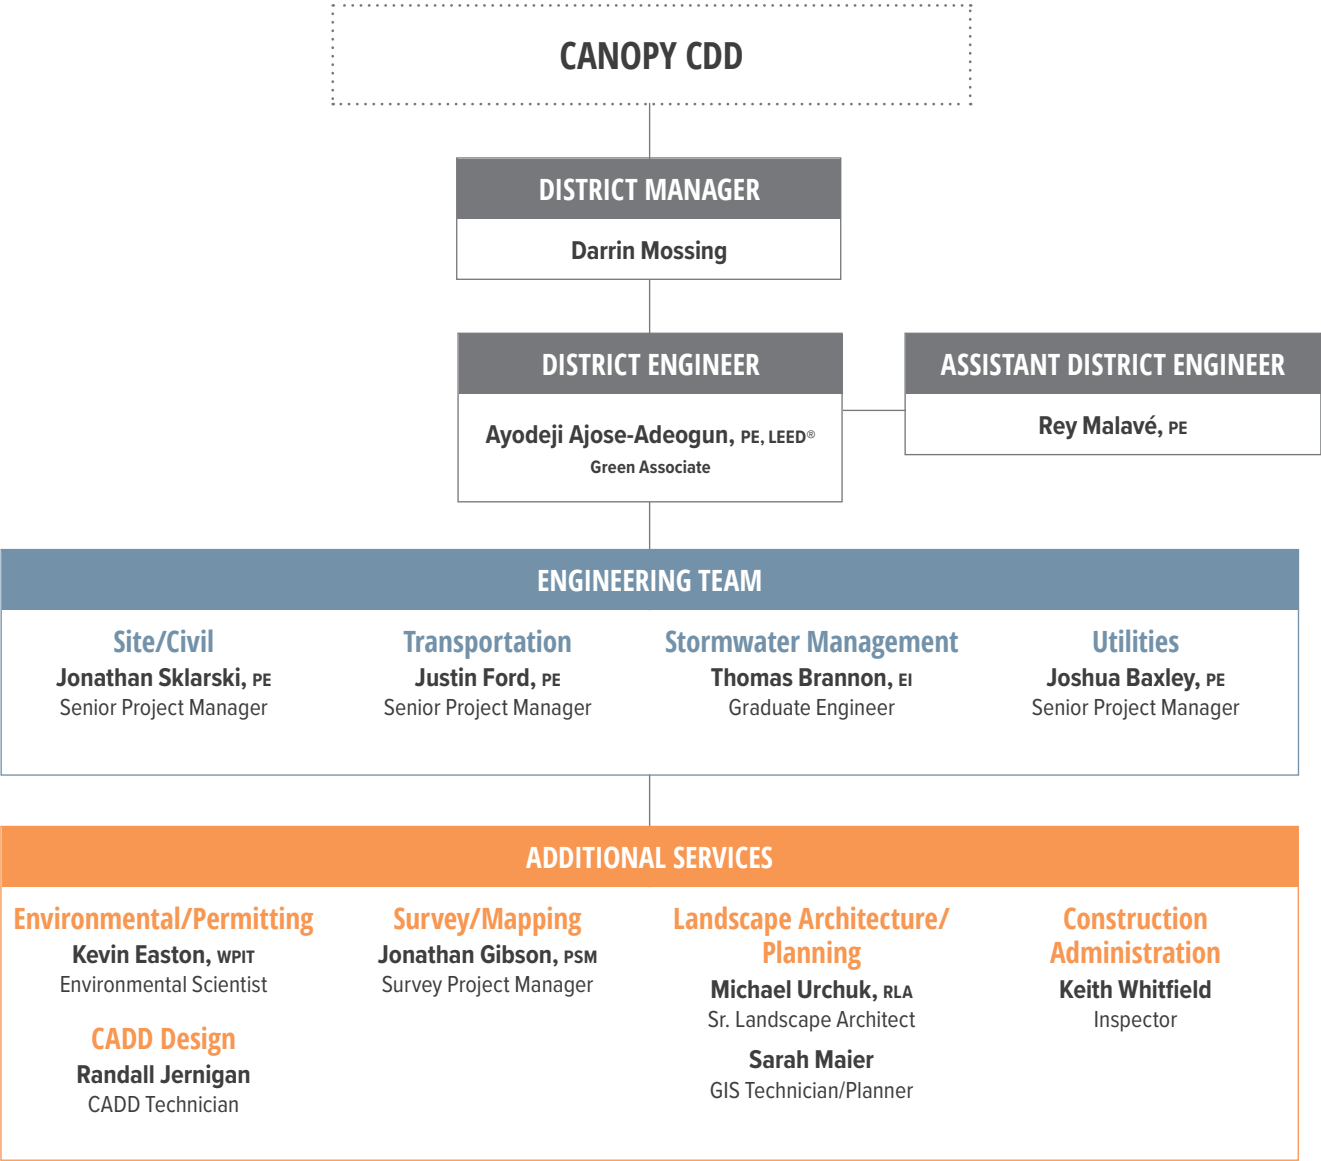 CANOPY CDD
DISTRICT MANAGER
Darrin Mossing
DISTRICT ENGINEER
Ayodeji Ajose-Adeogun, PE, LEED®
Green Associate
ASSISTANT DISTRICT ENGINEER
Rey Malavé, PE
ENGINEERING TEAM
Site/Civil
Jonathan Sklarski, PE
Senior Project Manager
Transportation
Justin Ford, PE
Senior Project Manager
Stormwater Management
Thomas Brannon, EI
Graduate Engineer
Utilities
Joshua Baxley, PE
Senior Project Manager
ADDITIONAL SERVICES
Environmental/Permitting
Kevin Easton, WPIT
Environmental Scientist
CADD Design
Randall Jernigan
CADD Technician
Survey/Mapping
Jonathan Gibson, PSM
Survey Project Manager
Landscape Architecture/
Planning
Michael Urchuk, RLA
Sr. Landscape Architect
Sarah Maier
GIS Technician/Planner
Construction
Administration
Keith Whitfield
Inspector